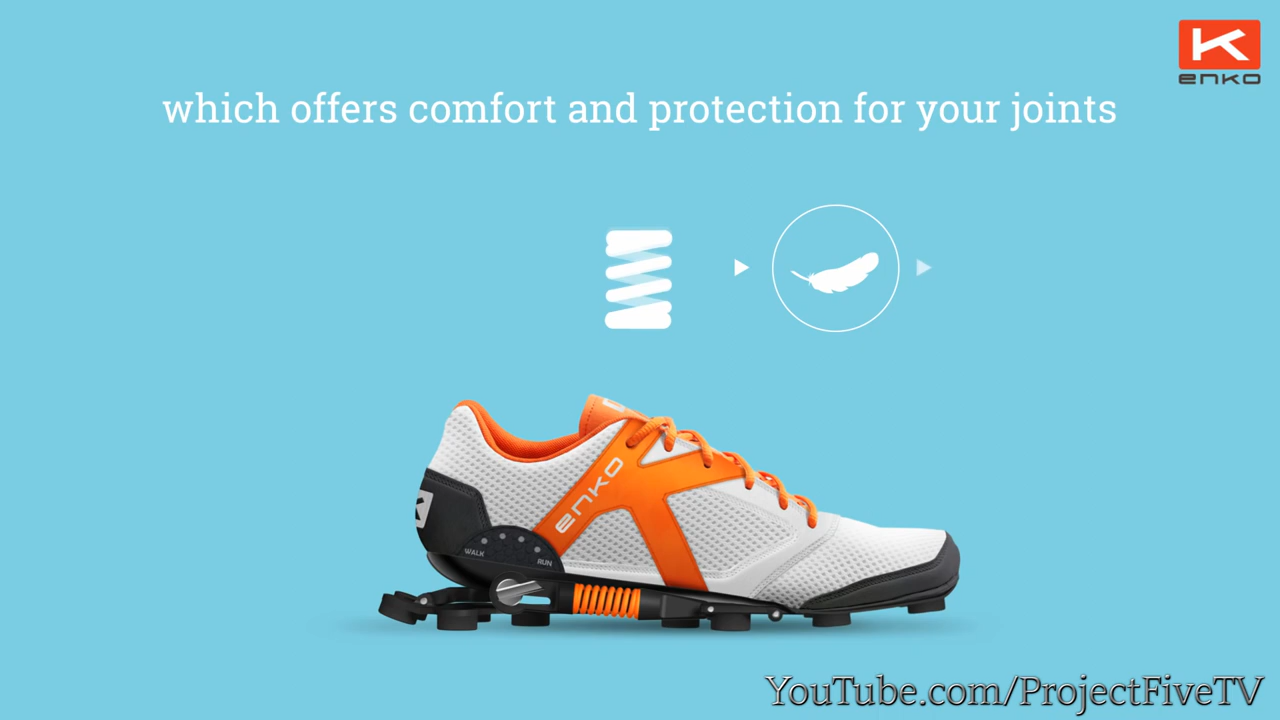 K
enko
which offers comfort and protection for your joints
enko
K
WALK
RUN
YouTube.com/ProjectFiveTV